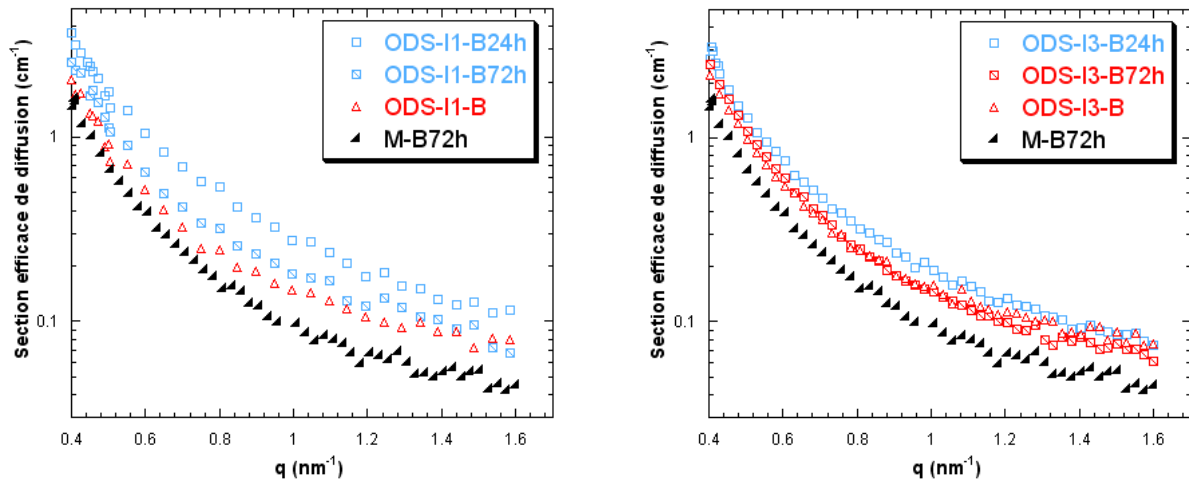 ODS-I1-B24h
ODS-I1-B72h
ODS-I1-B
M-B72h
1
0.1
Section efficace de diffusion (cm-1)
0.4
0.6
0.8
1
1.2
1.4
1.6
q (nm-1)
ODS-I3-B24h
ODS-I3-B72h
ODS-I3-B
M-B72h
1
0.1
Section efficace de diffusion (cm-1)
0.4
0.6
0.8
1
1.2
1.4
1.6
q (nm-1)